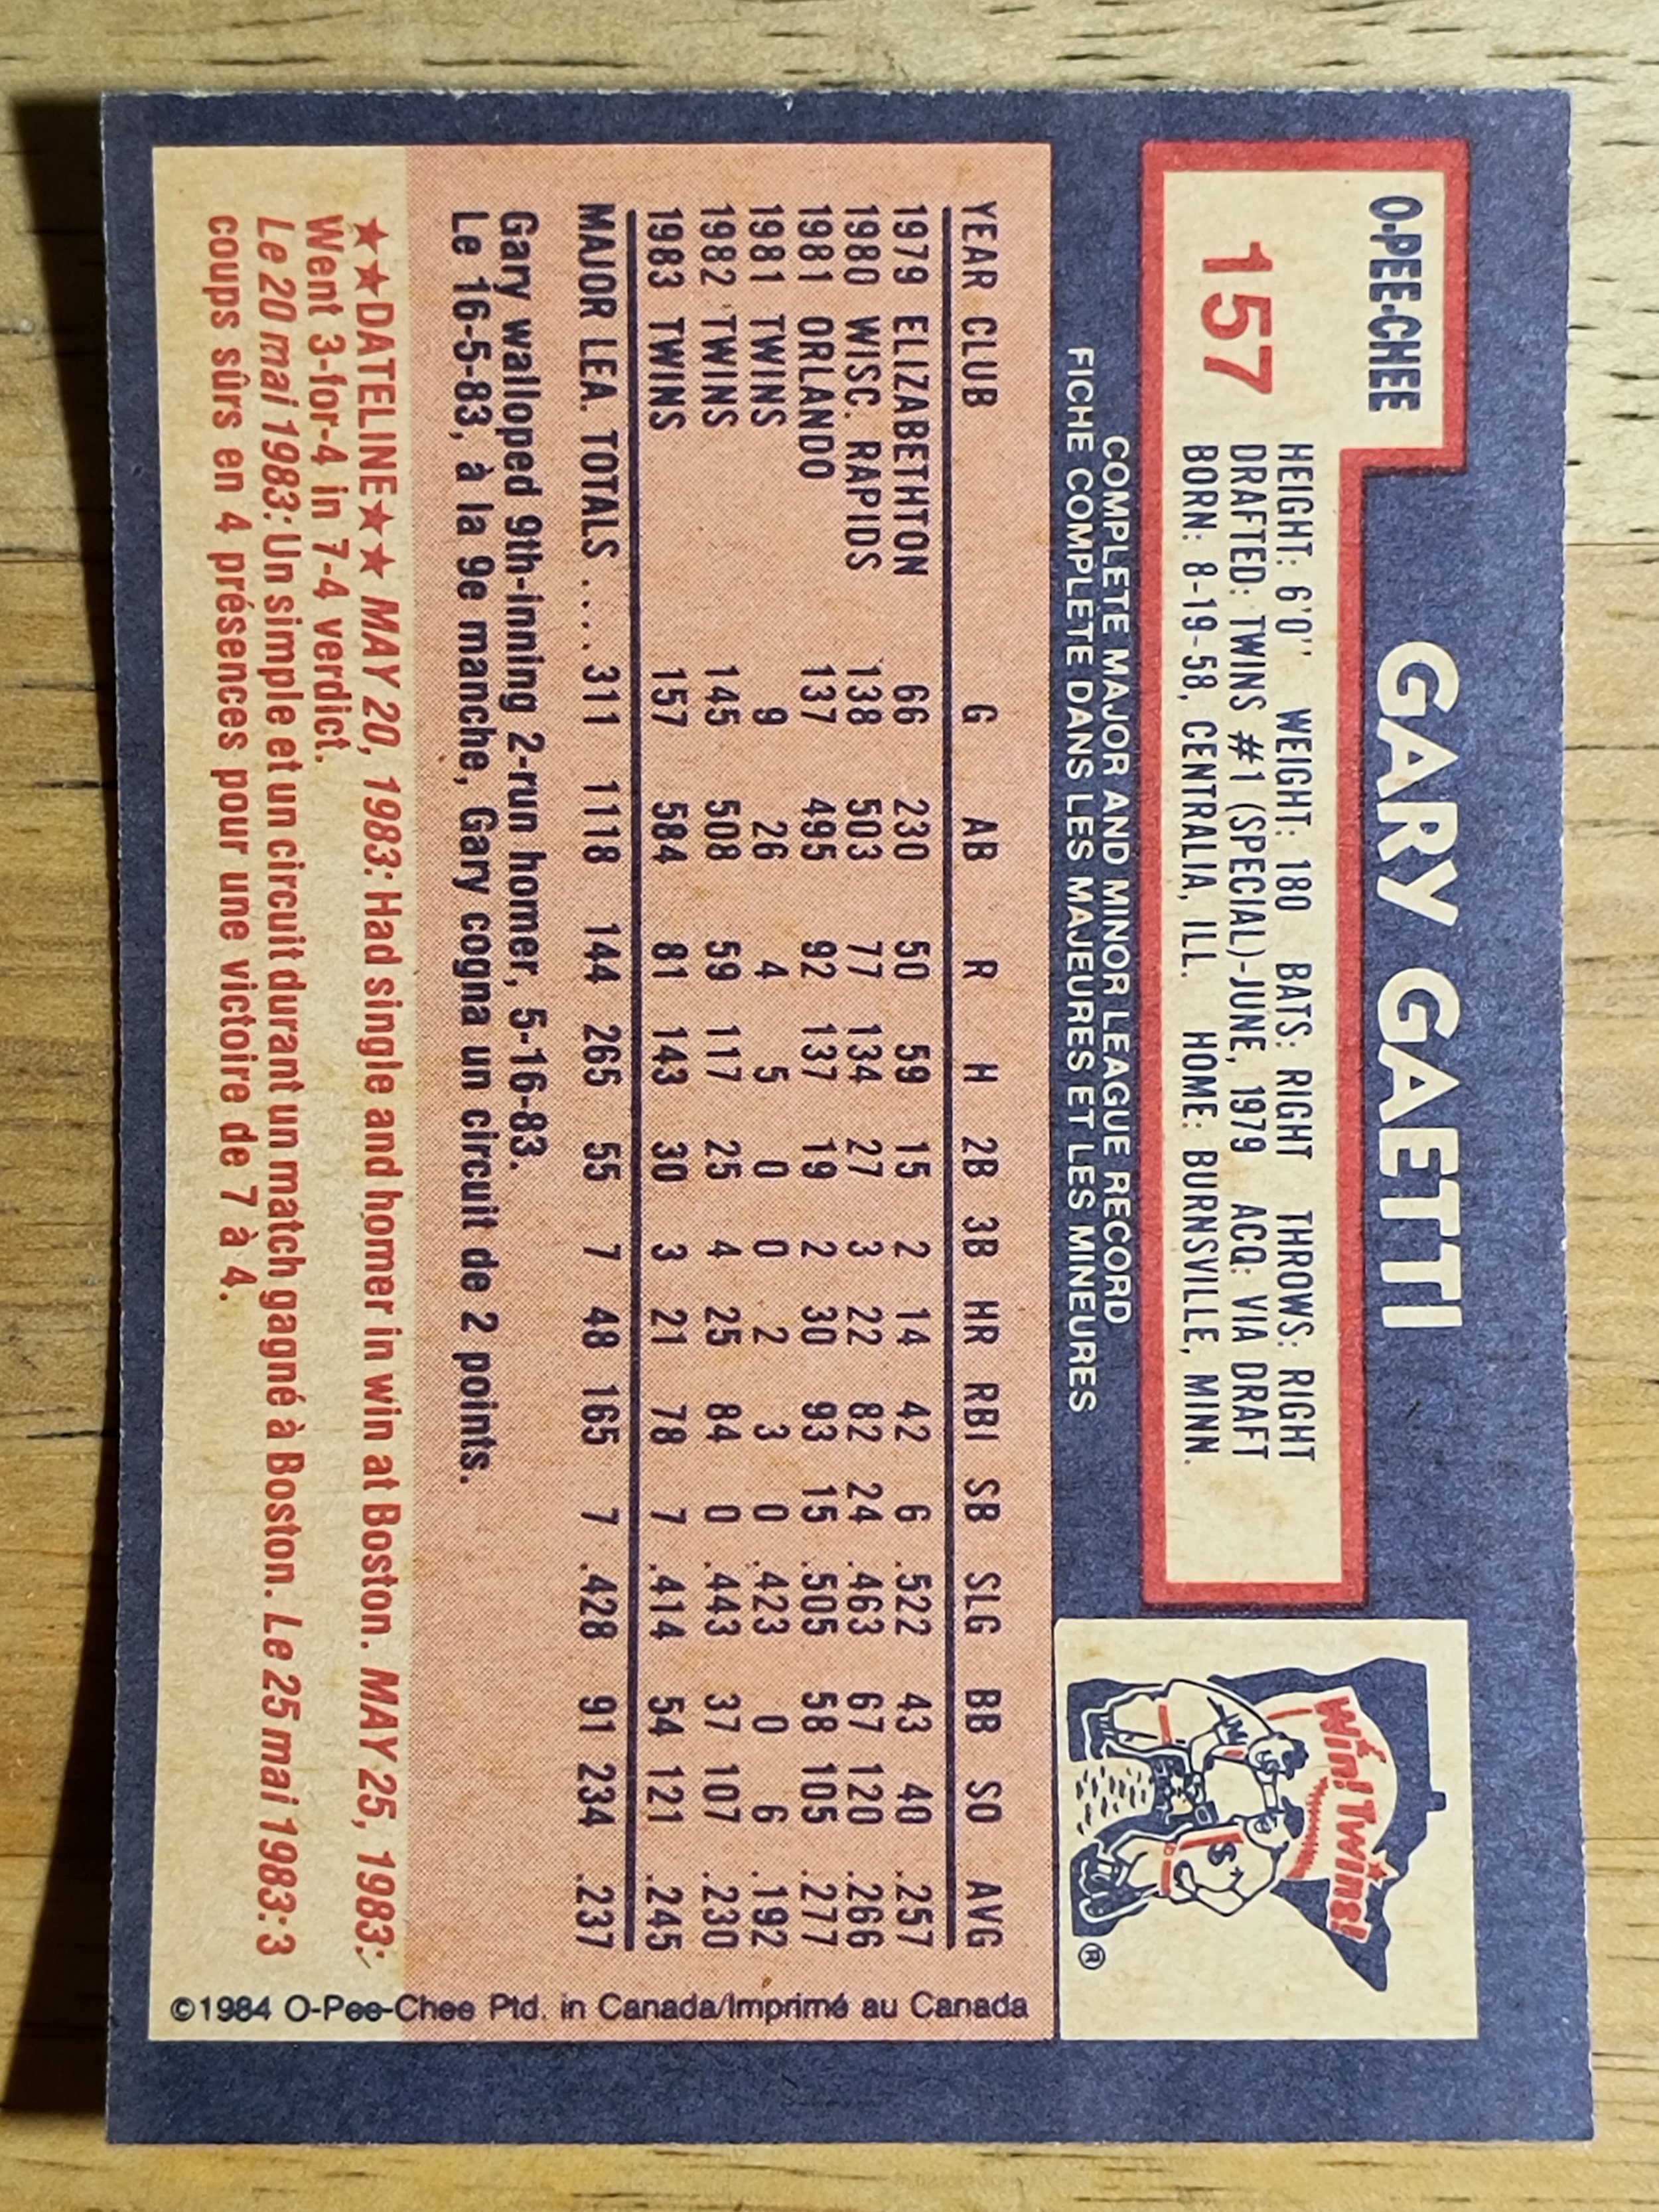 O-PEE-CHEE
157
GARY GAETTI
HEIGHT: 6'0" WEIGHT: 180 BATS: RIGHT THROWS: RIGHT
DRAFTED: TWINS #1 (SPECIAL)-JUNE, 1979 ACQ: VIA DRAFT
BORN: 8-19-58, CENTRALIA, ILL. HOME: BURNSVILLE, MINN.
Win! Twins!
M
S
®
COMPLETE MAJOR AND MINOR LEAGUE RECORD
FICHE COMPLÈTE DANS LES MAJEURES ET LES MINEURES
YEAR CLUB G AB R H 2B 3B HR RBI SB SLG BB SO AVG
1979 ELIZABETHTON 66 230 50 59 15 2 14 42 6 .522 43 40 .257
1980 WISC. RAPIDS 138 503 77 134 27 3 22 82 24 .463 67 120 .266
1981 ORLANDO 137 495 92 137 19 2 30 93 15 .505 58 105 .277
1981 TWINS 9 26 4 5 0 0 2 3 0 .423 0 6 .192
1982 TWINS 145 508 59 117 25 4 25 84 0 .443 37 107 .230
1983 TWINS 157 584 81 143 30 3 21 78 7 .414 54 121 .245
MAJOR LEA. TOTALS .... 311 1118 144 265 55 7 48 165 7 .428 91 234 .237
Gary walloped 9th-inning 2-run homer, 5-16-83.
Le 16-5-83, à la 9e manche, Gary cogna un circuit de 2 points.
★★DATELINE★★ MAY 20, 1983: Had single and homer in win at Boston. MAY 25, 1983:
Went 3-for-4 in 7-4 verdict.
Le 20 mai 1983: Un simple et un circuit durant un match gagné à Boston. Le 25 mai 1983: 3
coups sûrs en 4 présences pour une victoire de 7 à 4.
©1984 O-Pee-Chee Ptd. in Canada/Imprimé au Canada